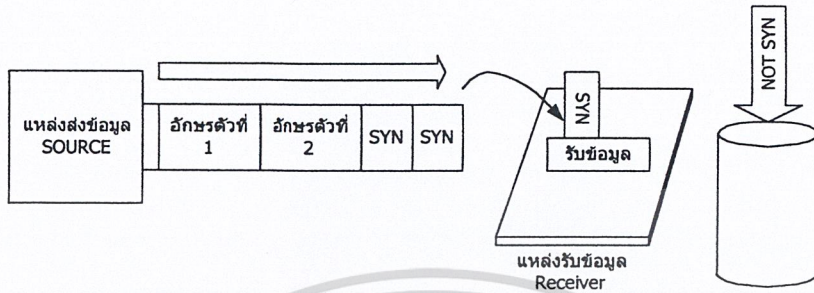 แหล่งส่งข้อมูล
SOURCE
อักษรตัวที่
1
อักษรตัวที่
2
SYN
SYN
SYN
รับข้อมูล
แหล่งรับข้อมูล
Receiver
NOT SYN